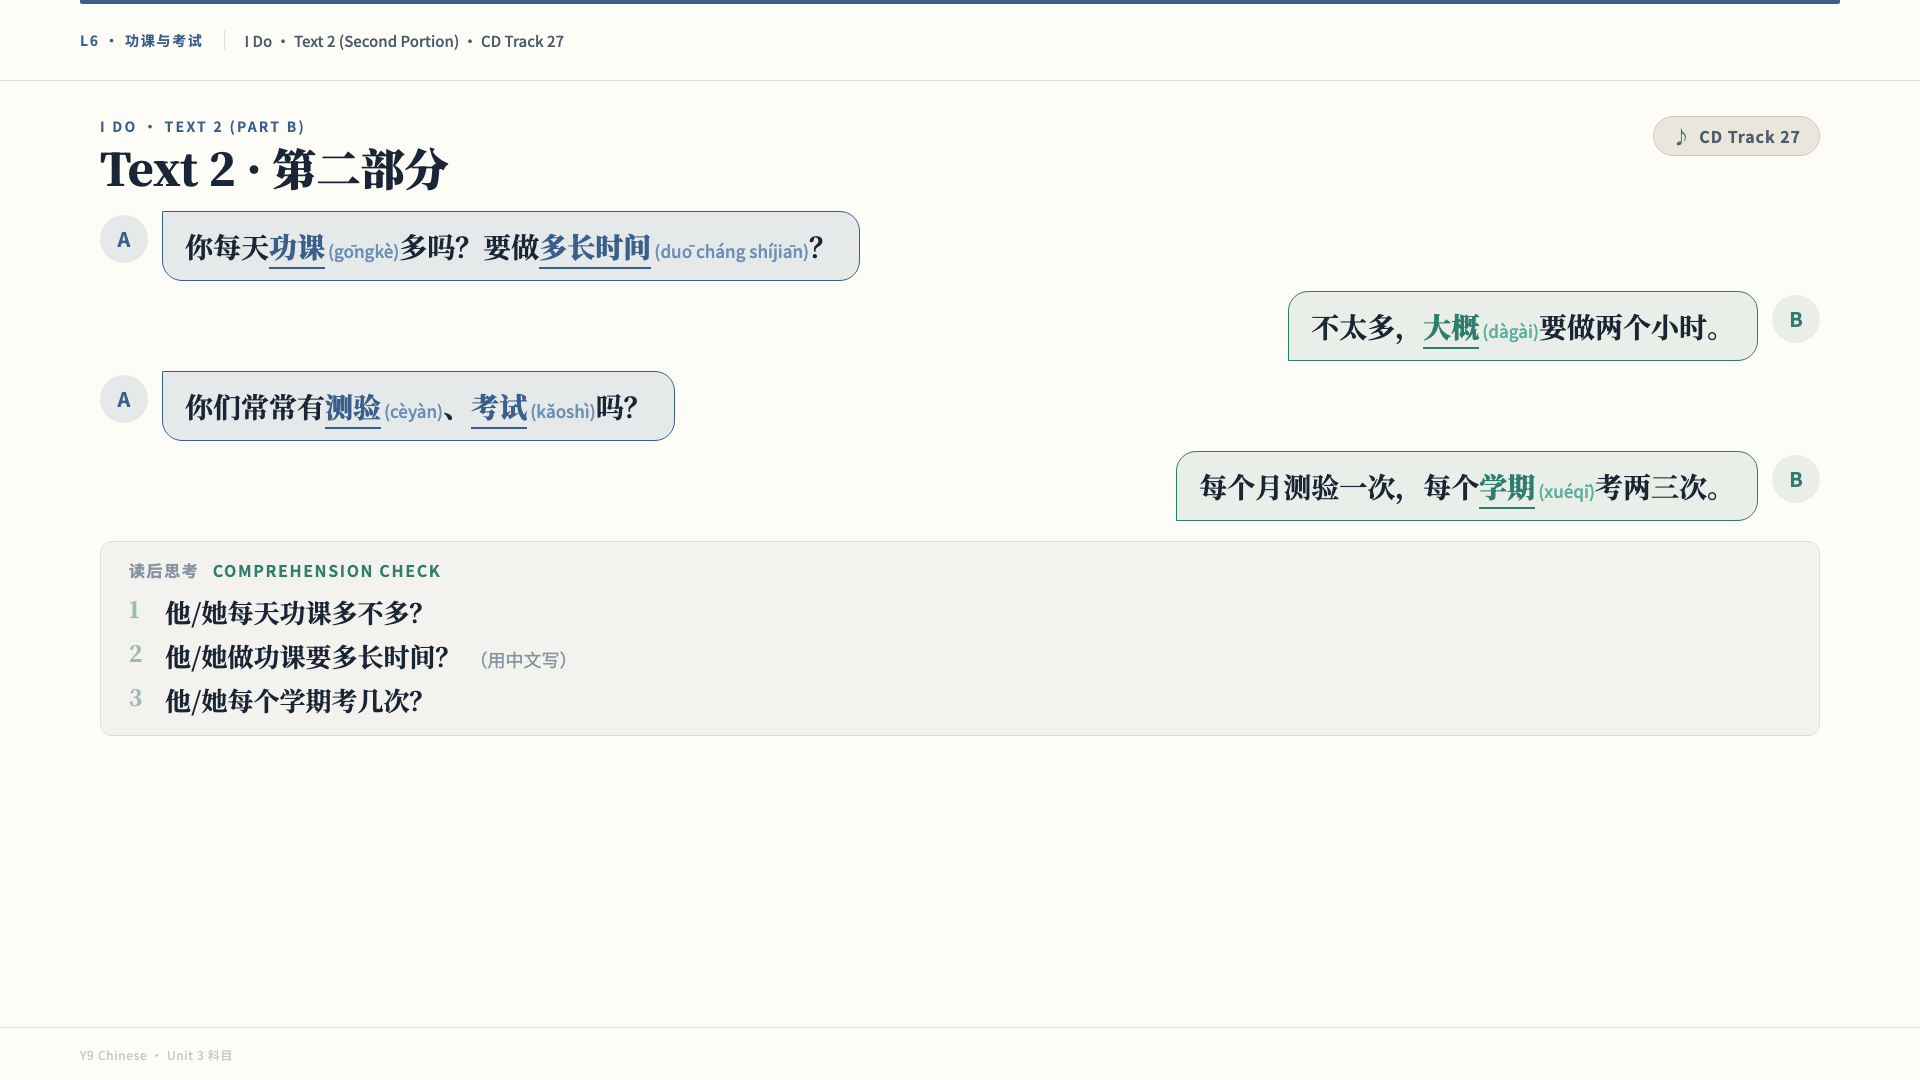 L6 • 功课与考试 I Do • Text 2 (Second Portion) • CD Track 27
I DO • TEXT 2 (PART B)
♪ CD Track 27
Text 2 · 第二部分
A 你每天功课 (gōngkè)多吗？要做多长时间 (duō cháng shíjiān)？
不太多，大概 (dàgài)要做两个小时。 B
A 你们常常有测验 (cèyàn)、考试 (kǎoshì)吗？
每个月测验一次，每个学期 (xuéqī)考两三次。 B
读后思考 COMPREHENSION CHECK
1 他/她每天功课多不多？
2 他/她做功课要多长时间？ （用中文写）
3 他/她每个学期考几次？
Y9 Chinese • Unit 3 科目